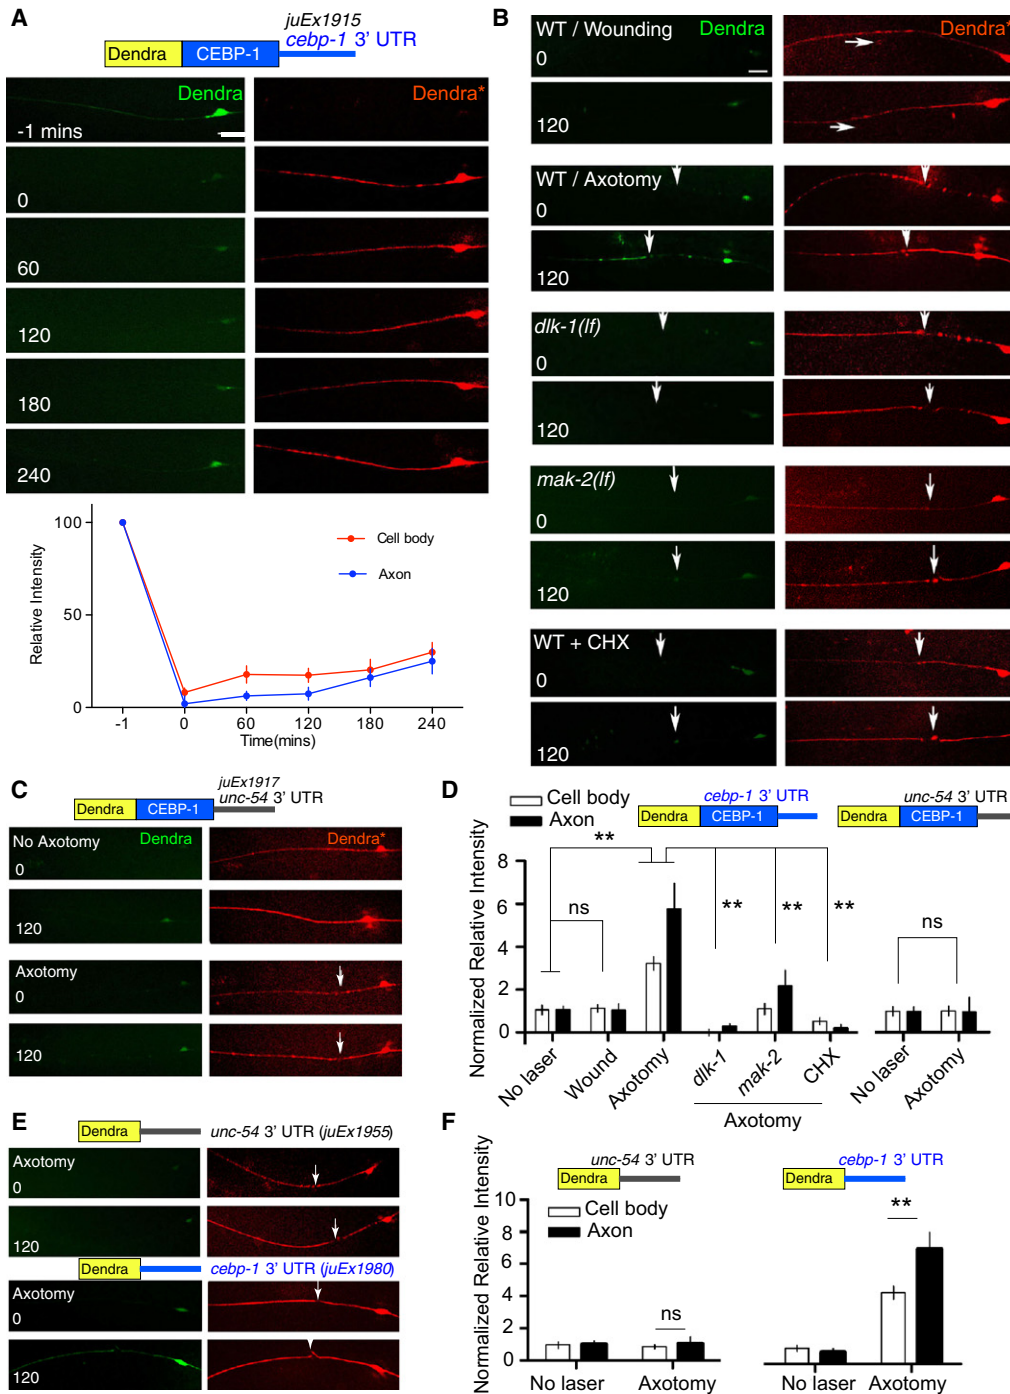 A
juEx1915
cebp-1 3' UTR
Dendra CEBP-1
Dendra Dendra*
-1 mins
0
60
120
180
240
Relative Intensity
100
50
0
Cell body
Axon
-1 0 60 120 180 240
Time(mins)
B
WT / Wounding Dendra Dendra*
0
120
WT / Axotomy
0
120
dlk-1(lf)
0
120
mak-2(lf)
0
120
WT + CHX
0
120
C
juEx1917
unc-54 3' UTR
Dendra CEBP-1
No Axotomy Dendra Dendra*
0
120
Axotomy
0
120
D
Cell body
Axon
cebp-1 3' UTR
Dendra CEBP-1
unc-54 3' UTR
Dendra CEBP-1
Normalized Relative Intensity
8
6
4
2
0
** ns ** ** ** ns
No laser Wound Axotomy dlk-1 mak-2 CHX
Axotomy
No laser Axotomy
E
Dendra unc-54 3' UTR (juEx1955)
Axotomy
0
120
Dendra cebp-1 3' UTR (juEx1980)
Axotomy
0
120
F
unc-54 3' UTR
Dendra
cebp-1 3' UTR
Dendra
Normalized Relative Intensity
10
8
6
4
2
0
Cell body
Axon
ns
**
No laser Axotomy
No laser Axotomy